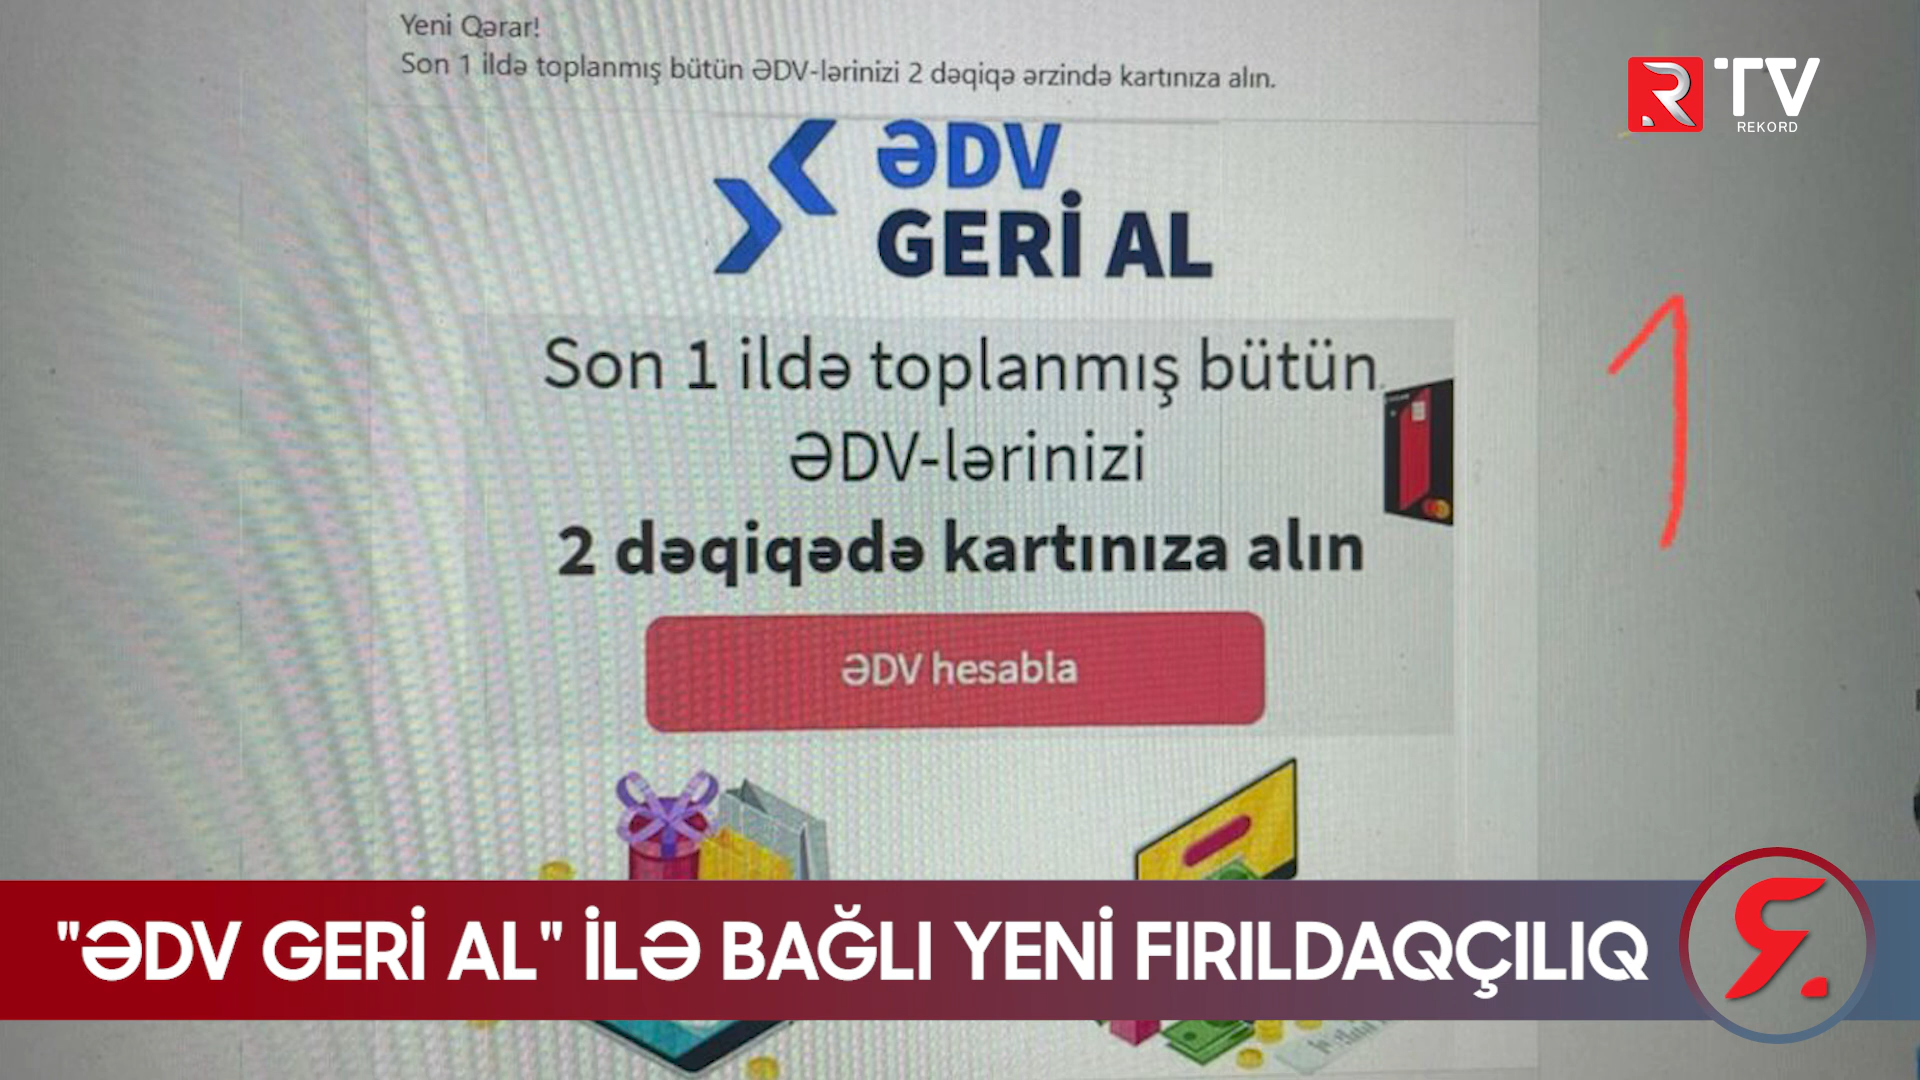 Yeni Qərar!
Son 1 ildə toplanmış bütün ƏDV-lərinizi 2 dəqiqə ərzində kartınıza alın.
R TV
REKORD
ƏDV
GERİ AL
1
Son 1 ildə toplanmış bütün
ƏDV-lərinizi
2 dəqiqədə kartınıza alın
ƏDV hesabla
"ƏDV GERİ AL" İLƏ BAĞLI YENİ FIRILDAQÇILIQ